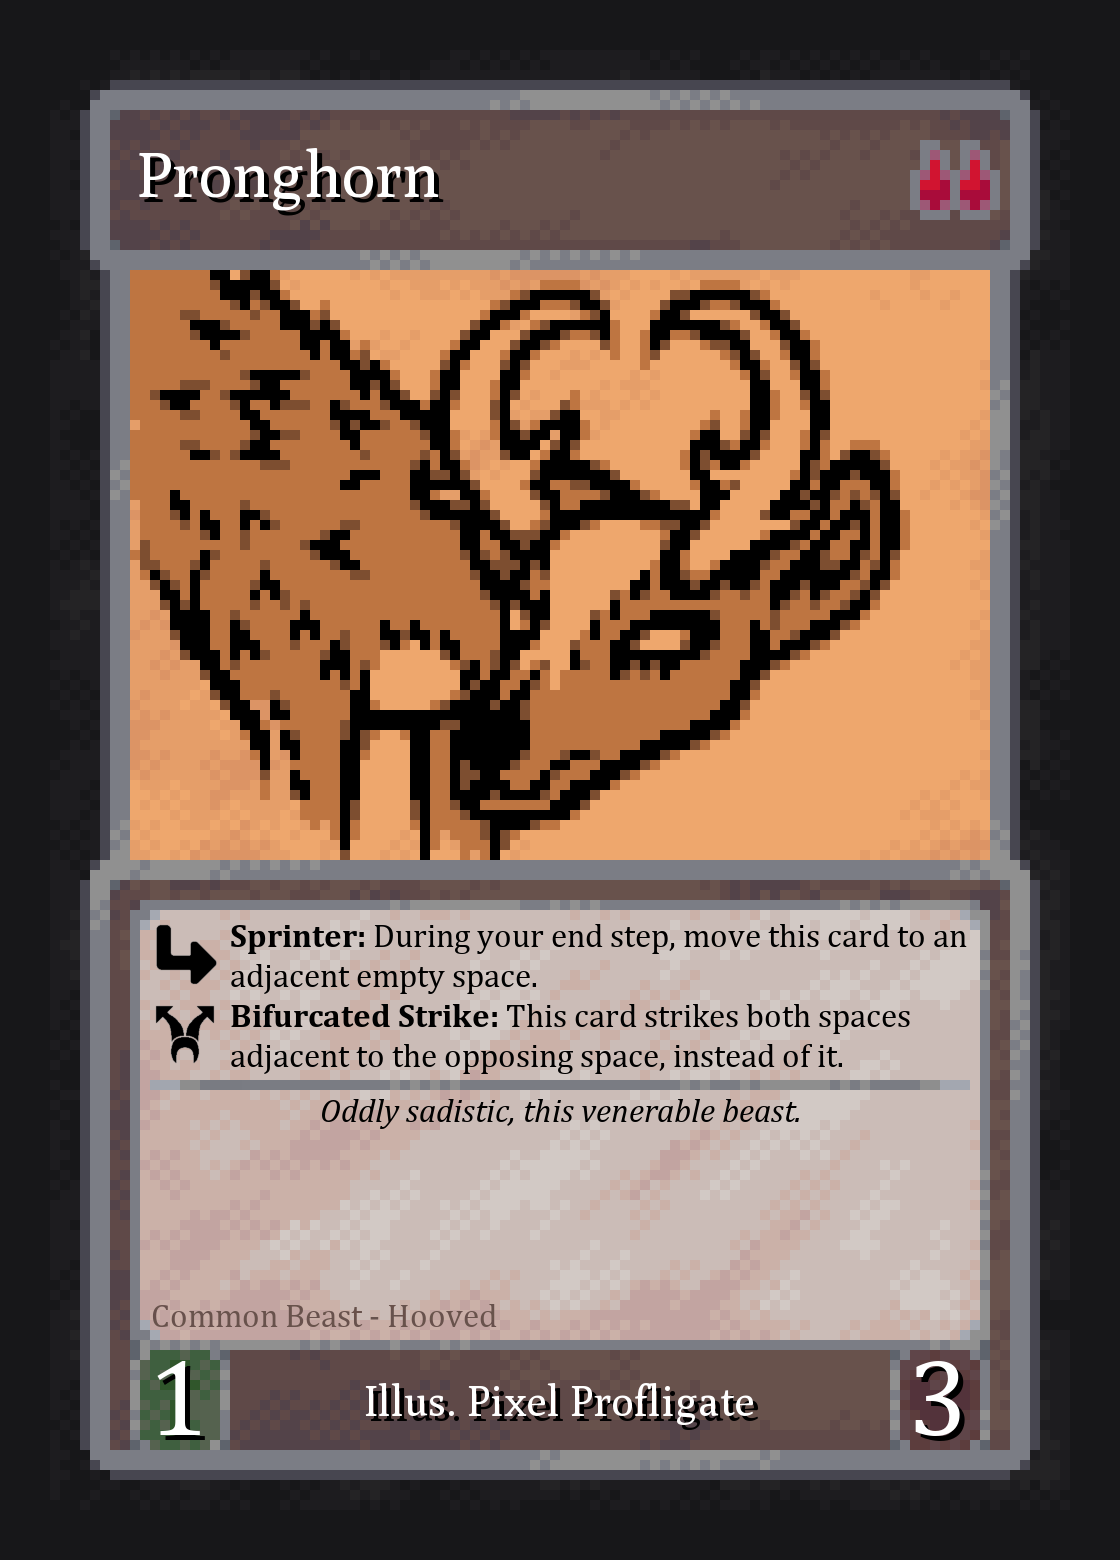 Pronghorn
Sprinter: During your end step, move this card to an
adjacent empty space.
Bifurcated Strike: This card strikes both spaces
adjacent to the opposing space, instead of it.
Oddly sadistic, this venerable beast.
Common Beast - Hooved
1
Illus. Pixel Profligate
3